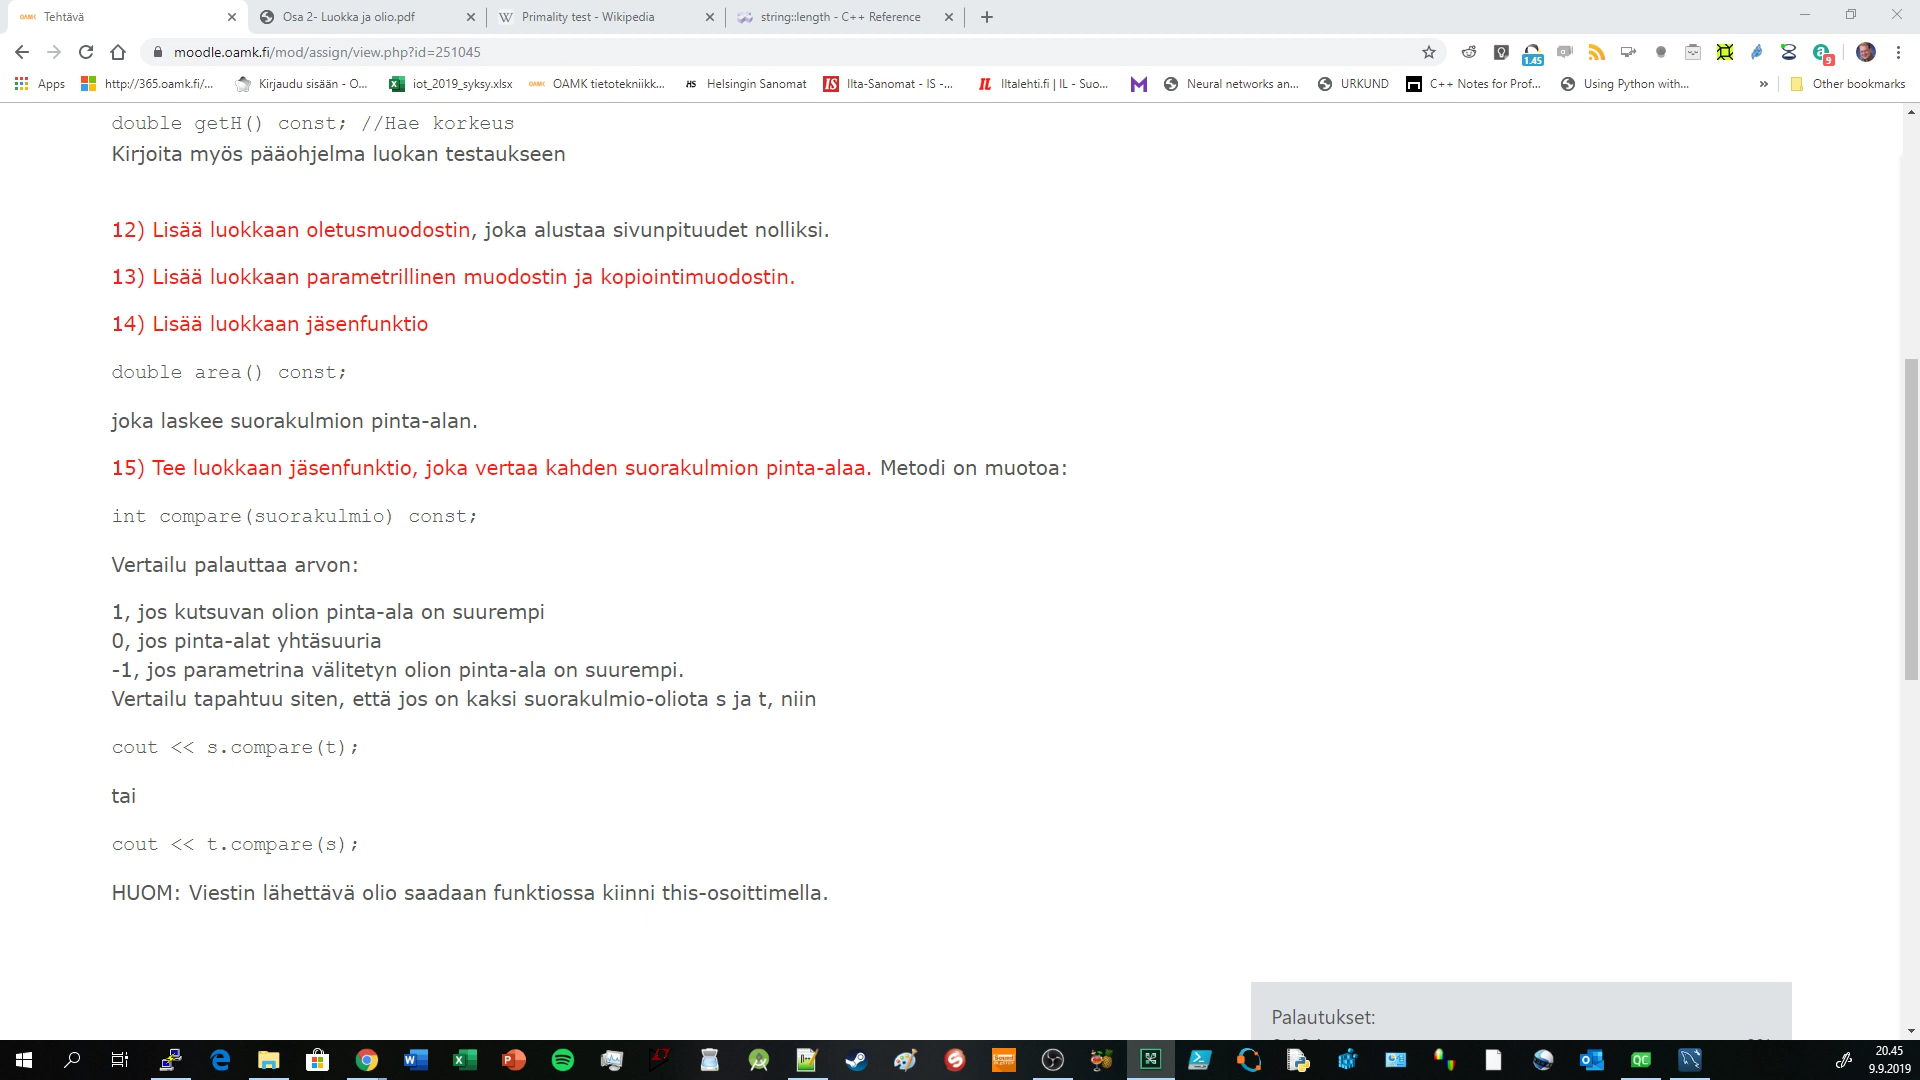 Tehtävä
Osa 2- Luokka ja olio.pdf
Primality test - Wikipedia
string::length - C++ Reference
moodle.oamk.fi/mod/assign/view.php?id=251045
1.45
9
Apps
http://365.oamk.fi/...
Kirjaudu sisään - O...
iot_2019_syksy.xlsx
OAMK tietotekniikk...
HS Helsingin Sanomat
IS Ilta-Sanomat - IS -...
IL Iltalehti.fi | IL - Suo...
Neural networks an...
URKUND
C++ Notes for Prof...
Using Python with...
»
Other bookmarks
double getH() const; //Hae korkeus
Kirjoita myös pääohjelma luokan testaukseen
12) Lisää luokkaan oletusmuodostin, joka alustaa sivunpituudet nolliksi.
13) Lisää luokkaan parametrillinen muodostin ja kopiointimuodostin.
14) Lisää luokkaan jäsenfunktio
double area() const;
joka laskee suorakulmion pinta-alan.
15) Tee luokkaan jäsenfunktio, joka vertaa kahden suorakulmion pinta-alaa. Metodi on muotoa:
int compare(suorakulmio) const;
Vertailu palauttaa arvon:
1, jos kutsuvan olion pinta-ala on suurempi
0, jos pinta-alat yhtäsuuria
-1, jos parametrina välitetyn olion pinta-ala on suurempi.
Vertailu tapahtuu siten, että jos on kaksi suorakulmio-oliota s ja t, niin
cout << s.compare(t);
tai
cout << t.compare(s);
HUOM: Viestin lähettävä olio saadaan funktiossa kiinni this-osoittimella.
Palautukset:
20.45
9.9.2019